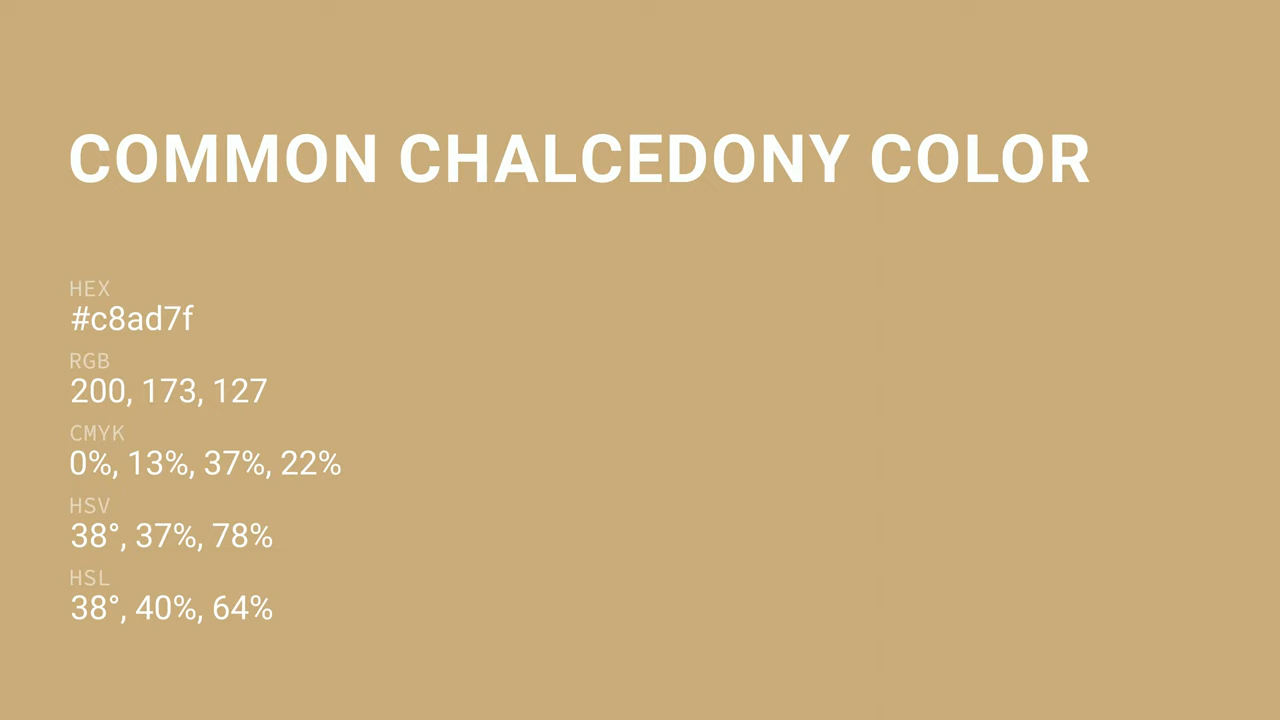 COMMON CHALCEDONY COLOR
HEX
#c8ad7f
RGB
200, 173, 127
CMYK
0%, 13%, 37%, 22%
HSV
38°, 37%, 78%
HSL
38°, 40%, 64%